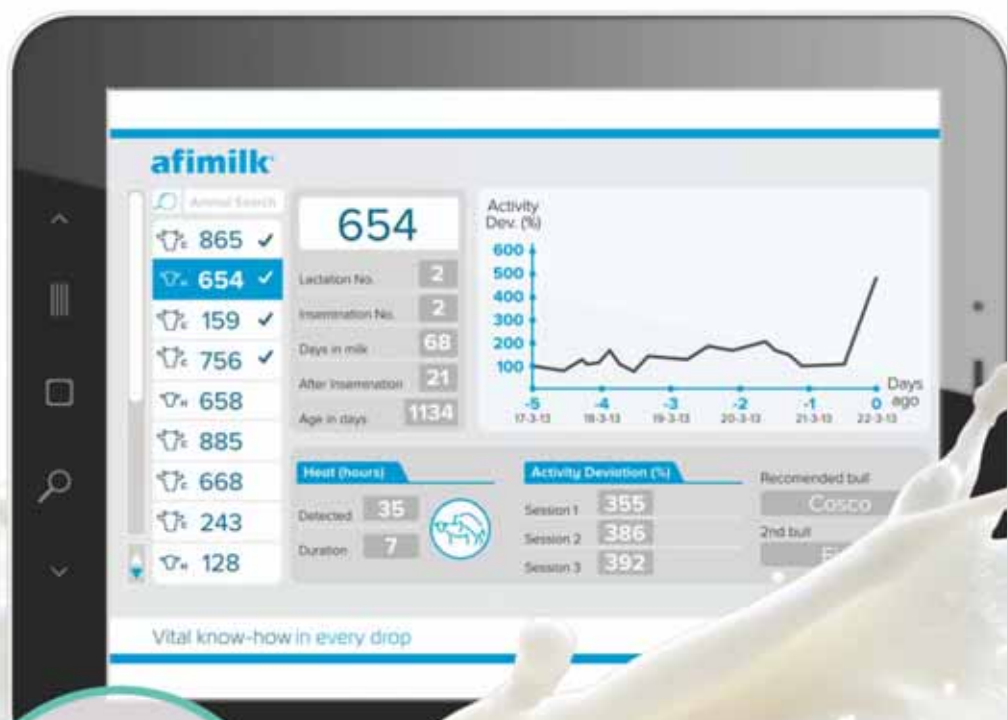 afimilk
Animal Search
865
654
159
756
658
885
668
243
128
654
Lactation No. 2
Insemination No. 2
Days in milk 68
After Insemination 21
Age in days 1134
Activity
Dev. (%)
600
500
400
300
200
100
-5 -4 -3 -2 -1 0
Days
ago
17-3-13 18-3-13 19-3-13 20-3-13 21-3-13 22-3-13
Heat (hours)
Detected 35
Duration 7
Activity Deviation (%)
Session 1 355
Session 2 386
Session 3 392
Recomended bull
Cosco
2nd bull
Vital know-how in every drop